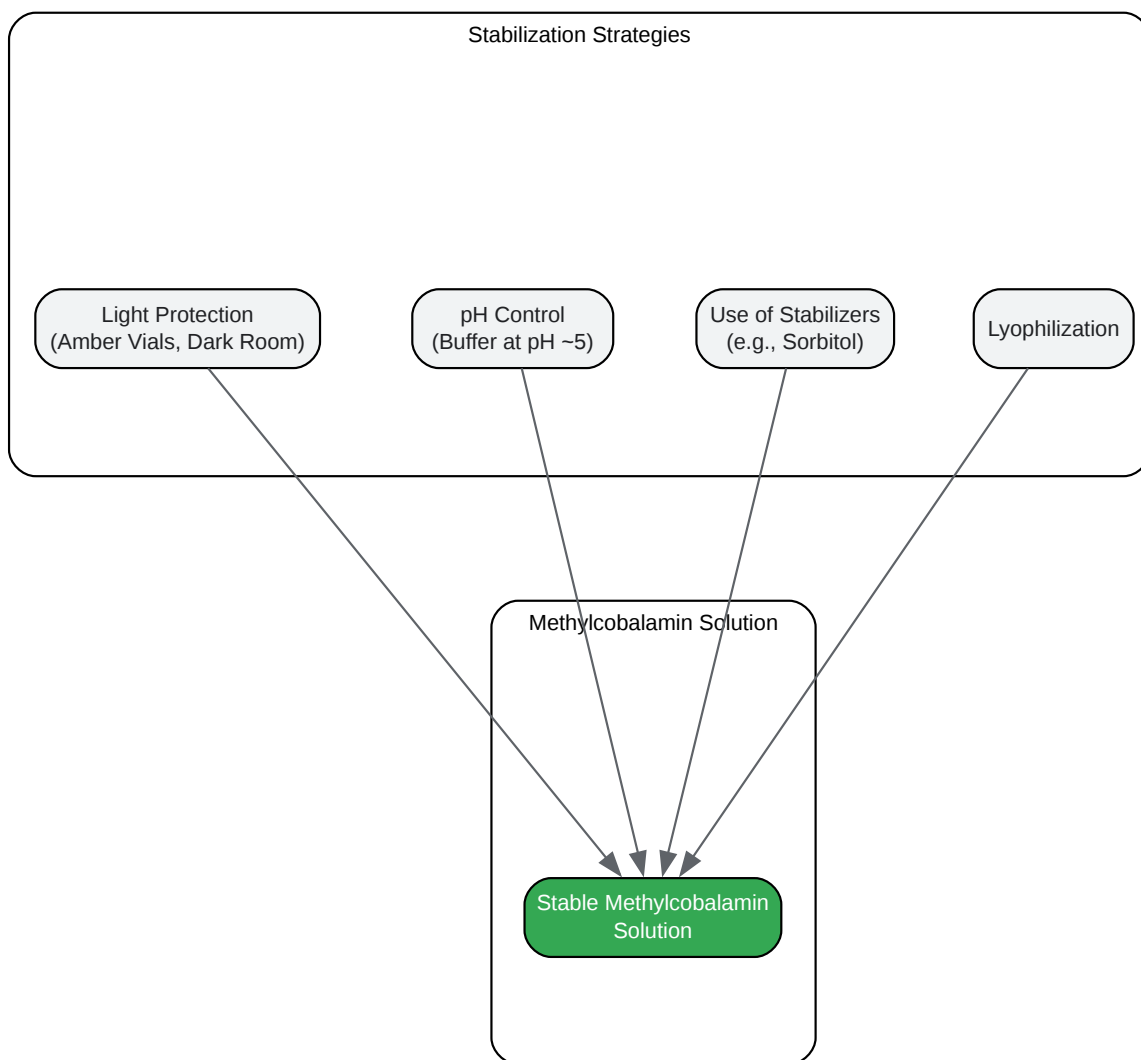 Stabilization Strategies
Light Protection
(Amber Vials, Dark Room)
pH Control
(Buffer at pH ~5)
Use of Stabilizers
(e.g., Sorbitol)
Lyophilization
Methylcobalamin Solution
Stable Methylcobalamin
Solution